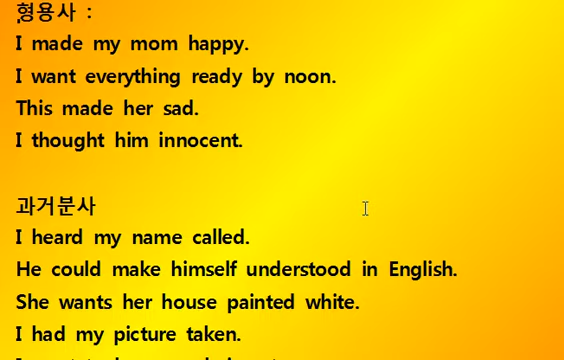 형용사 :
I made my mom happy.
I want everything ready by noon.
This made her sad.
I thought him innocent.
과거분사
I heard my name called.
He could make himself understood in English.
She wants her house painted white.
I had my picture taken.